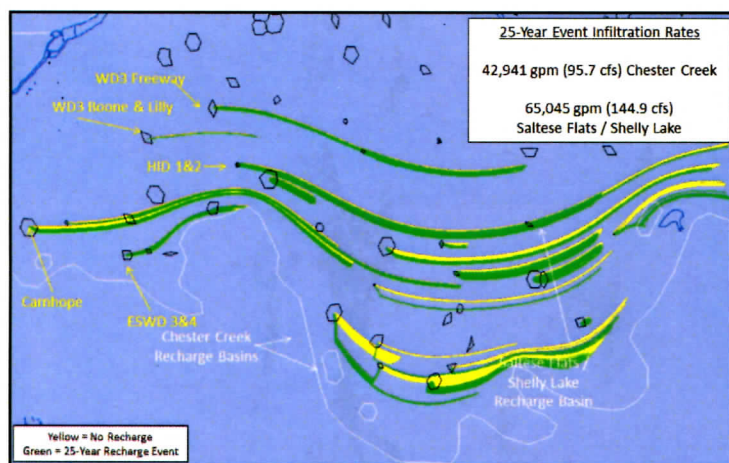 25-Year Event Infiltration Rates
42,941 gpm (95.7 cfs) Chester Creek
65,045 gpm (144.9 cfs)
Saltese Flats / Shelly Lake
WD3 Freeway
WD3 Boone & Lilly
HID 1&2
Carnhope
ESWD 3&4
Chester Creek
Recharge Basins
Saltese Flats /
Shelly Lake
Recharge Basin
Yellow = No Recharge
Green = 25-Year Recharge Event